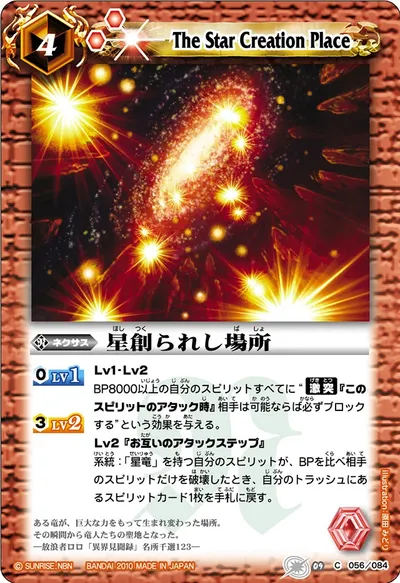 4
The Star Creation Place
ネクサス
星創られし場所
ほし つく ば しょ
0 LV1
Lv1・Lv2
BP8000以上の自分のスピリットすべてに“激突『この
スピリットのアタック時』相手は可能ならば必ずブロック
する”という効果を与える。
3 LV2
Lv2『お互いのアタックステップ』
系統：「星竜」を持つ自分のスピリットが、BPを比べ相手
のスピリットだけを破壊したとき、自分のトラッシュにあ
るスピリットカード1枚を手札に戻す。
ある竜が、巨大な力をもって生まれ変わった場所。
その瞬間から竜人たちの聖地となった。
―放浪者ロロ「異界見聞録」名所千選123―
©SUNRISE.NBN BANDAI 2010 MADE IN JAPAN
09 C 056/084